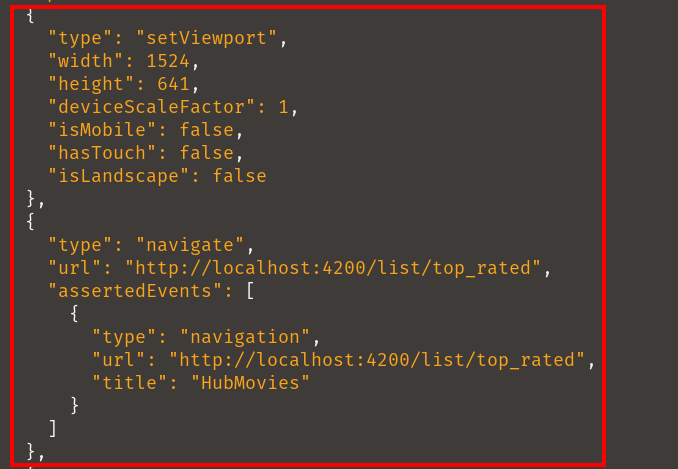 {
"type": "setViewport",
"width": 1524,
"height": 641,
"deviceScaleFactor": 1,
"isMobile": false,
"hasTouch": false,
"isLandscape": false
},
{
"type": "navigate",
"url": "http://localhost:4200/list/top_rated",
"assertedEvents": [
{
"type": "navigation",
"url": "http://localhost:4200/list/top_rated",
"title": "HubMovies"
}
]
},